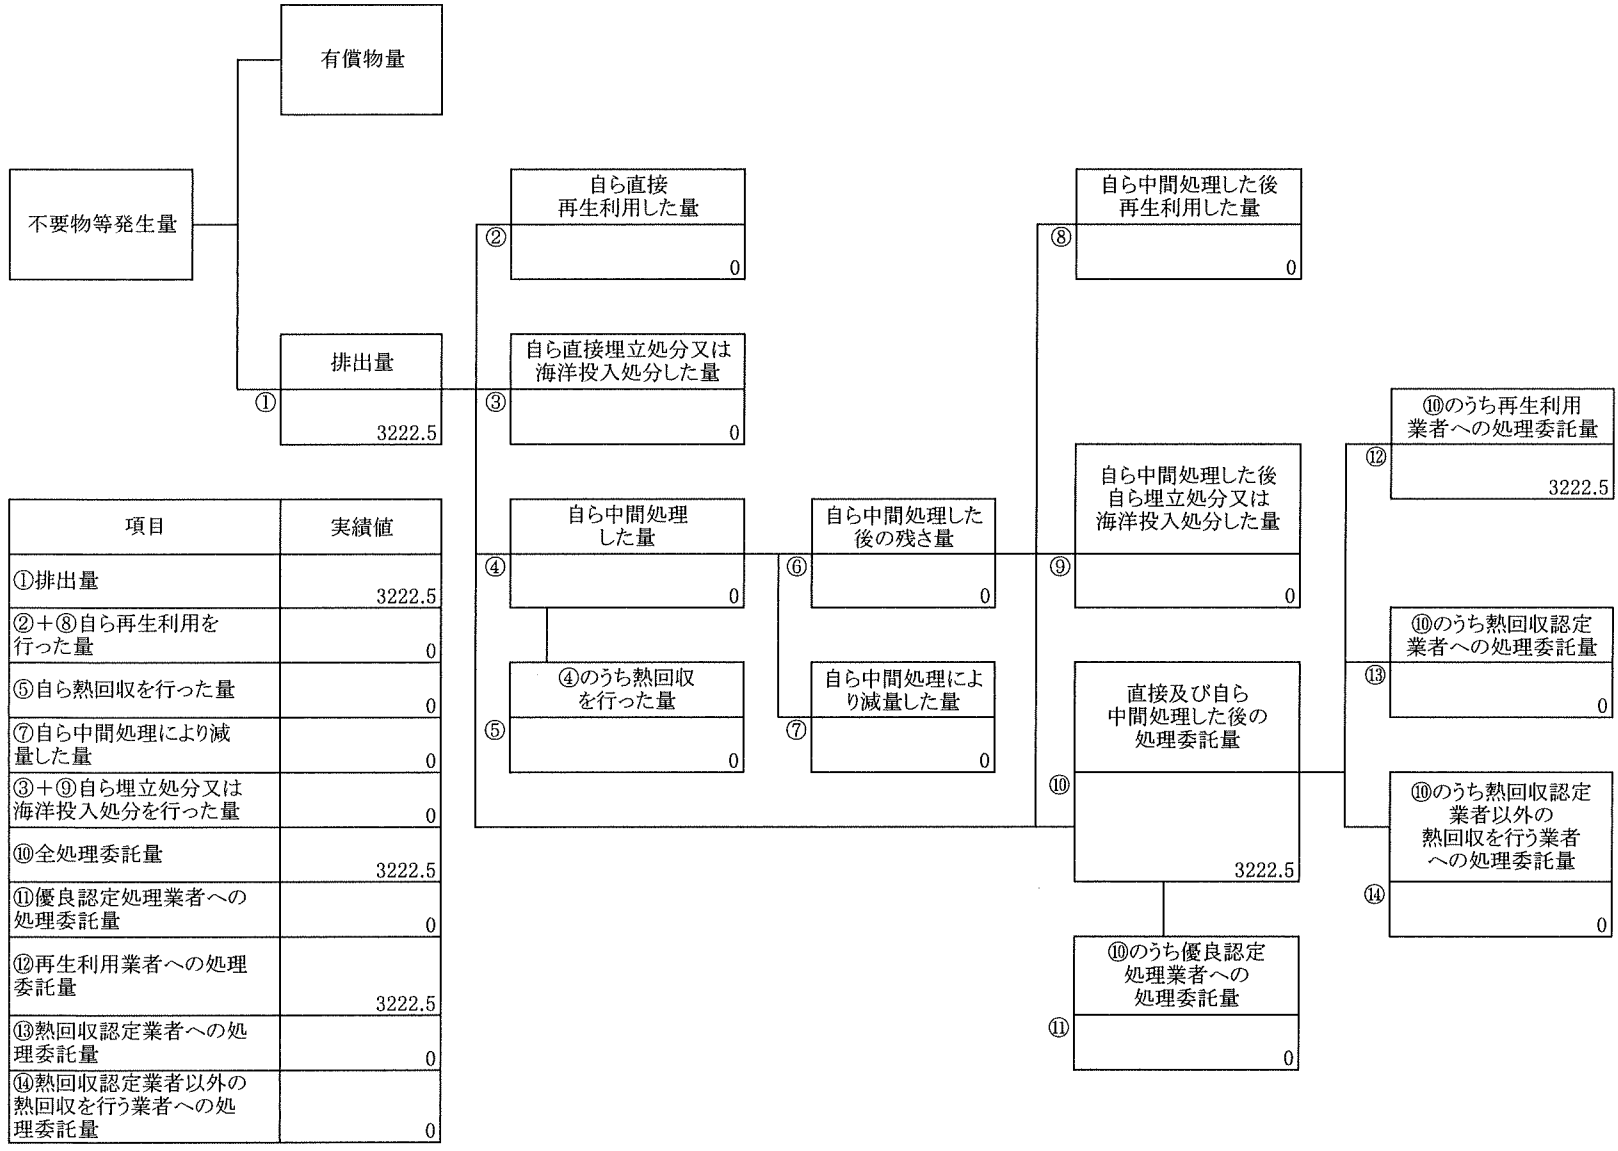 有償物量
不要物等発生量
排出量
①
3222.5
自ら直接
再生利用した量
②
0
自ら直接埋立処分又は
海洋投入処分した量
③
0
自ら中間処理
した量
④
0
④のうち熱回収
を行った量
⑤
0
自ら中間処理した
後の残さ量
⑥
0
自ら中間処理によ
り減量した量
⑦
0
自ら中間処理した後
再生利用した量
⑧
0
自ら中間処理した後
自ら埋立処分又は
海洋投入処分した量
⑨
0
直接及び自ら
中間処理した後の
処理委託量
⑩
3222.5
⑩のうち優良認定
処理業者への
処理委託量
⑪
0
⑩のうち再生利用
業者への処理委託量
⑫
3222.5
⑩のうち熱回収認定
業者への処理委託量
⑬
0
⑩のうち熱回収認定
業者以外の
熱回収を行う業者
への処理委託量
⑭
0
項目 実績値
①排出量
3222.5
②＋⑧自ら再生利用を
行った量
0
⑤自ら熱回収を行った量
0
⑦自ら中間処理により減
量した量
0
③＋⑨自ら埋立処分又は
海洋投入処分を行った量
0
⑩全処理委託量
3222.5
⑪優良認定処理業者への
処理委託量
0
⑫再生利用業者への処理
委託量
3222.5
⑬熱回収認定業者への処
理委託量
0
⑭熱回収認定業者以外の
熱回収を行う業者への処
理委託量
0